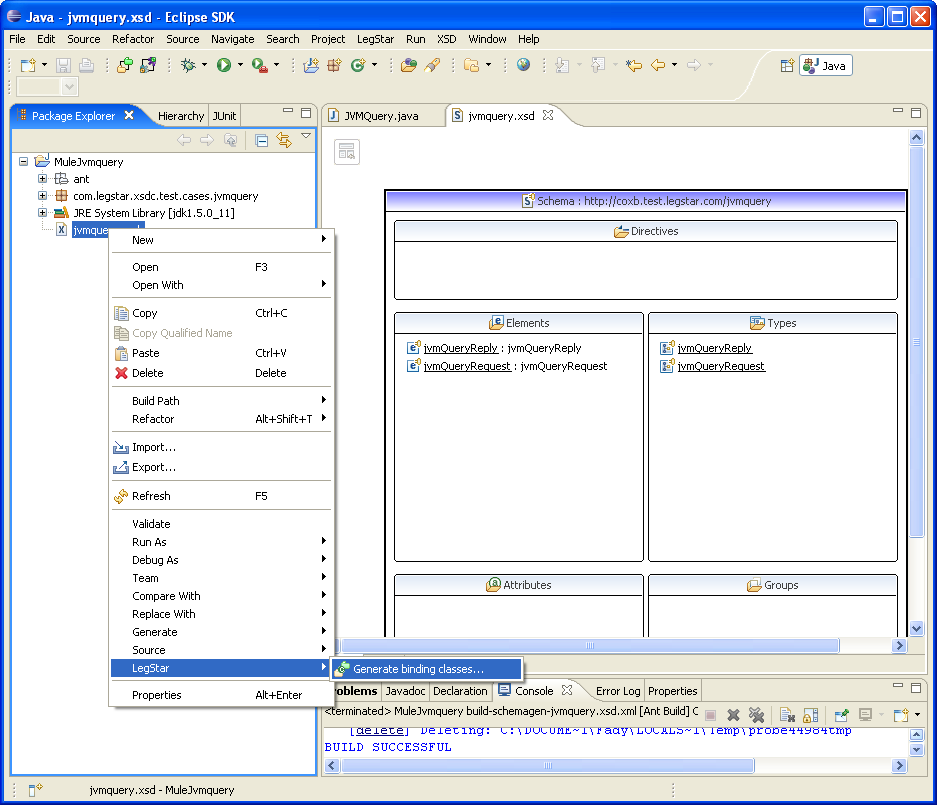 Java - jvmquery.xsd - Eclipse SDK
File Edit Source Refactor Source Navigate Search Project LegStar Run XSD Window Help
Java
Package Explorer Hierarchy JUnit
JVMQuery.java jvmquery.xsd
MuleJvmquery
ant
com.legstar.xsdc.test.cases.jvmquery
JRE System Library [jdk1.5.0_11]
New
Open F3
Open With
Copy Ctrl+C
Copy Qualified Name
Paste Ctrl+V
Delete Delete
Build Path
Refactor Alt+Shift+T
Import...
Export...
Refresh F5
Validate
Run As
Debug As
Team
Compare With
Replace With
Generate
Source
LegStar
Generate binding classes...
Properties Alt+Enter
Schema : http://coxb.test.legstar.com/jvmquery
Directives
Elements
jvmQueryReply : jvmQueryReply
jvmQueryRequest : jvmQueryRequest
Types
jvmQueryReply
jvmQueryRequest
Attributes
Groups
Javadoc Declaration Console Error Log Properties
<terminated> MuleJvmquery build-schemagen-jvmquery.xsd.xml [Ant Build] C
[delete] Deleting: C:\DOCUME~1\Fady\LOCALS~1\Temp\probe44984tmp
BUILD SUCCESSFUL
jvmquery.xsd - MuleJvmquery